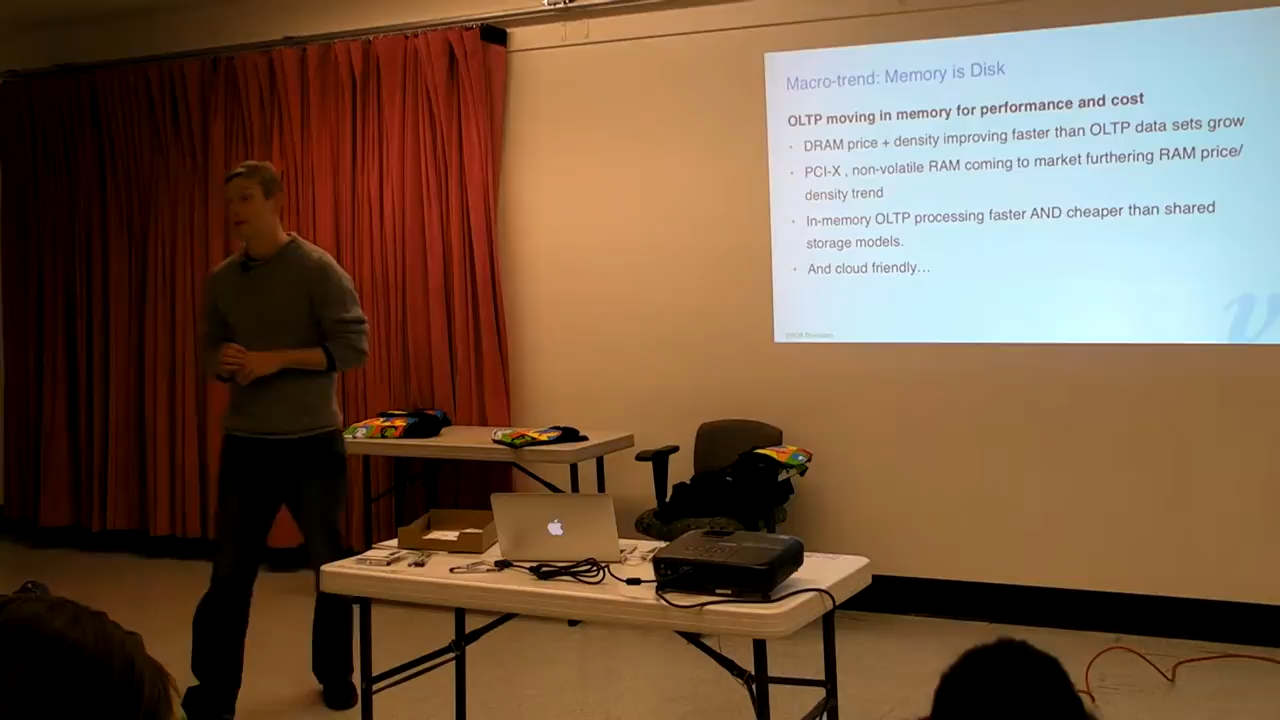 Macro-trend: Memory is Disk
OLTP moving in memory for performance and cost
· DRAM price + density improving faster than OLTP data sets grow
· PCI-X , non-volatile RAM coming to market furthering RAM price/
density trend
· In-memory OLTP processing faster AND cheaper than shared
storage models.
· And cloud friendly…